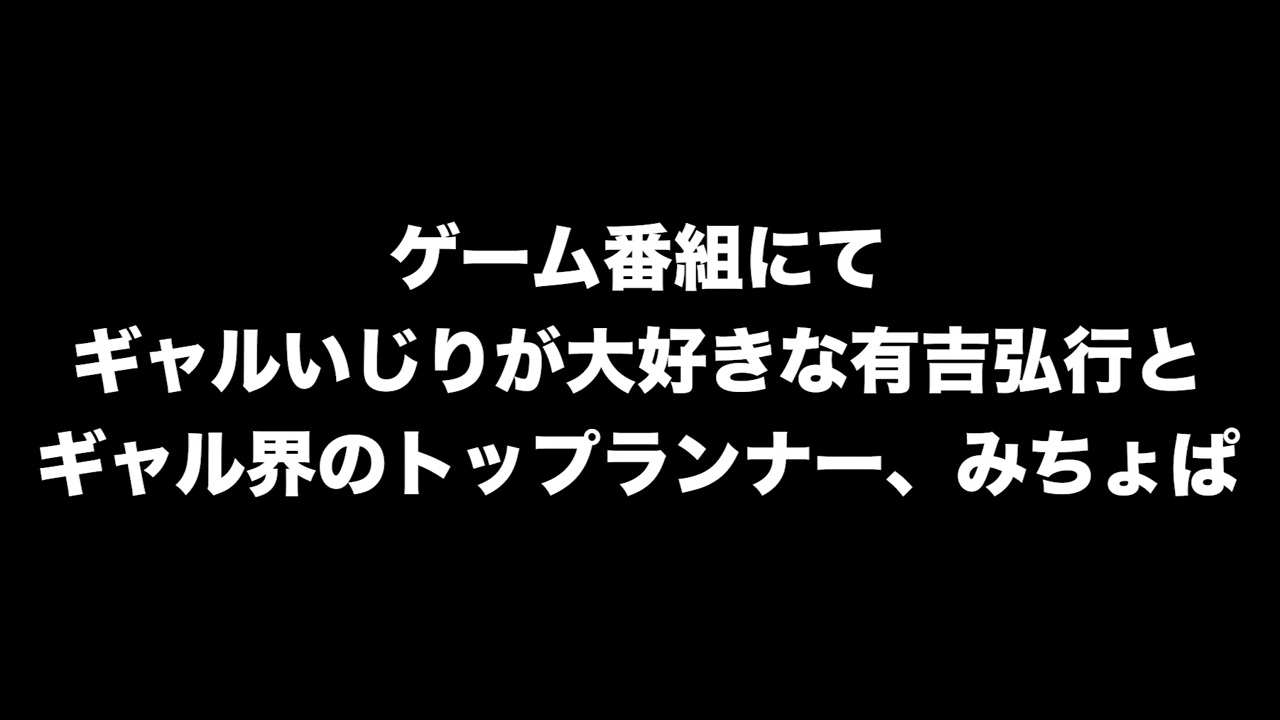 ゲーム番組にて
ギャルいじりが大好きな有吉弘行と
ギャル界のトップランナー、みちょぱ